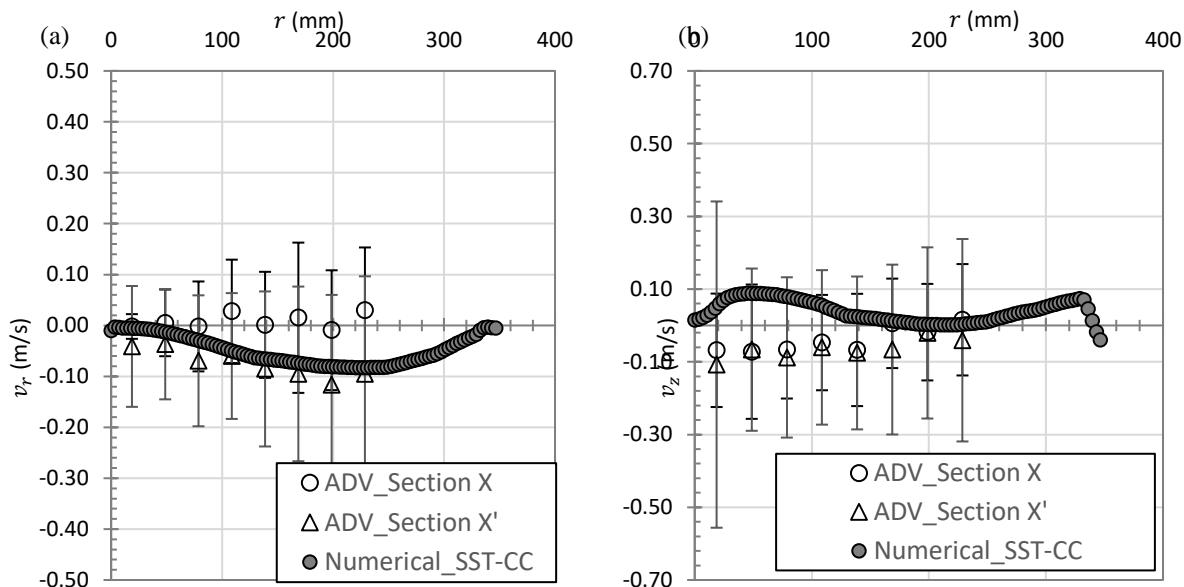 (a)
r (mm)
0 100 200 300 400
0.50
0.40
0.30
0.20
0.10
0.00
-0.10
-0.20
-0.30
-0.40
-0.50
v_r (m/s)
ADV_Section X
ADV_Section X'
Numerical_SST-CC
(b)
r (mm)
0 100 200 300 400
0.70
0.50
0.30
0.10
-0.10
-0.30
-0.50
-0.70
v_z (m/s)
ADV_Section X
ADV_Section X'
Numerical_SST-CC